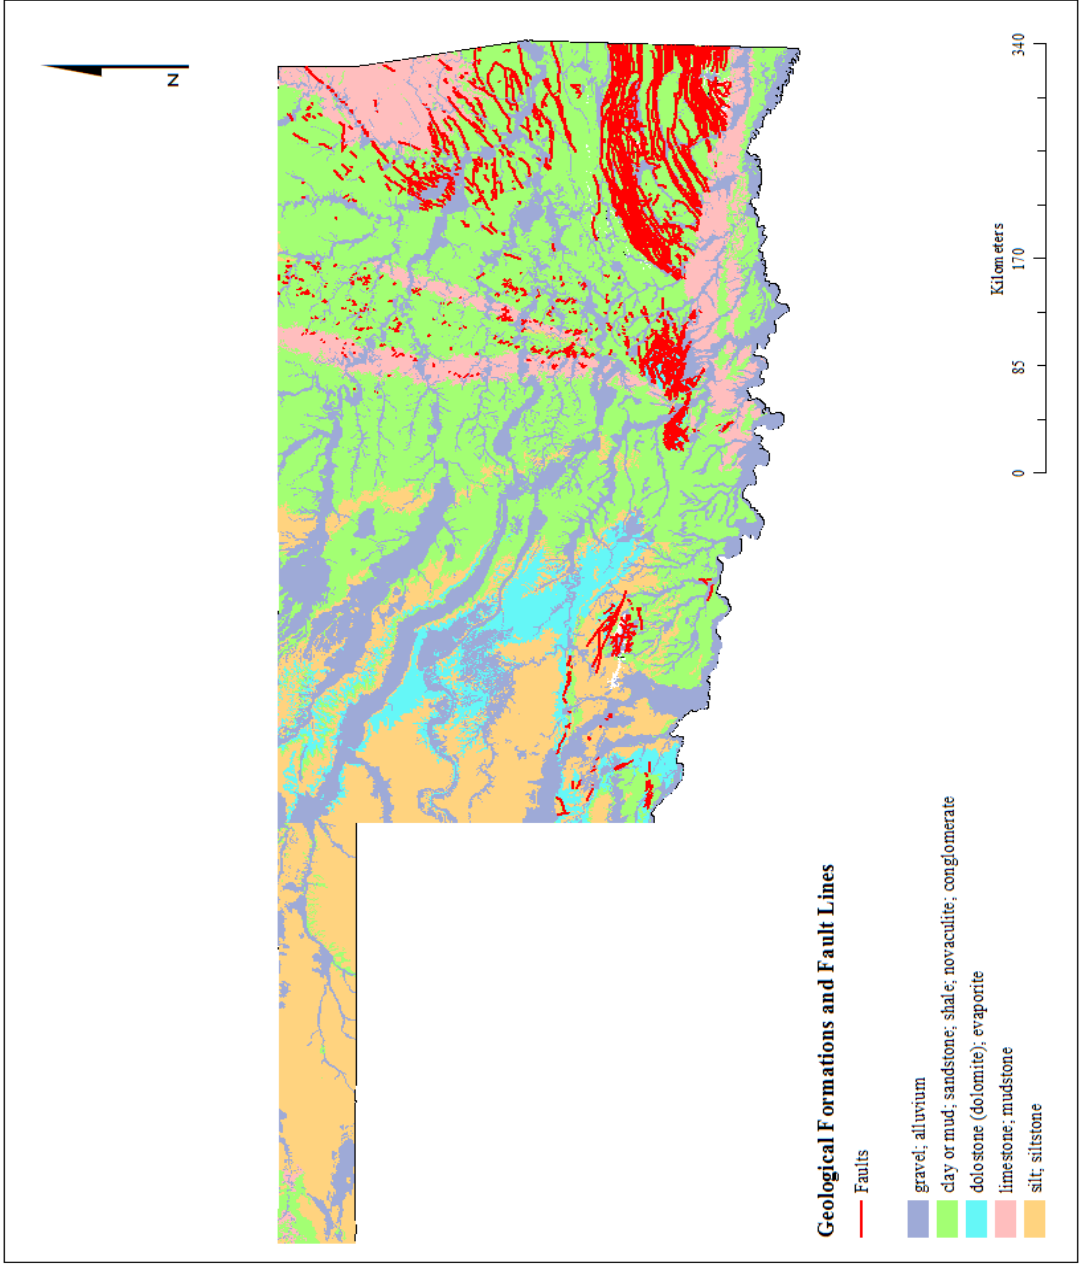 N
Geological Formations and Fault Lines
Faults
gravel; alluvium
clay or mud; sandstone; shale; novaculite; conglomerate
dolostone (dolomite); evaporite
limestone; mudstone
silt; siltstone
Kilometers
0 85 170 340